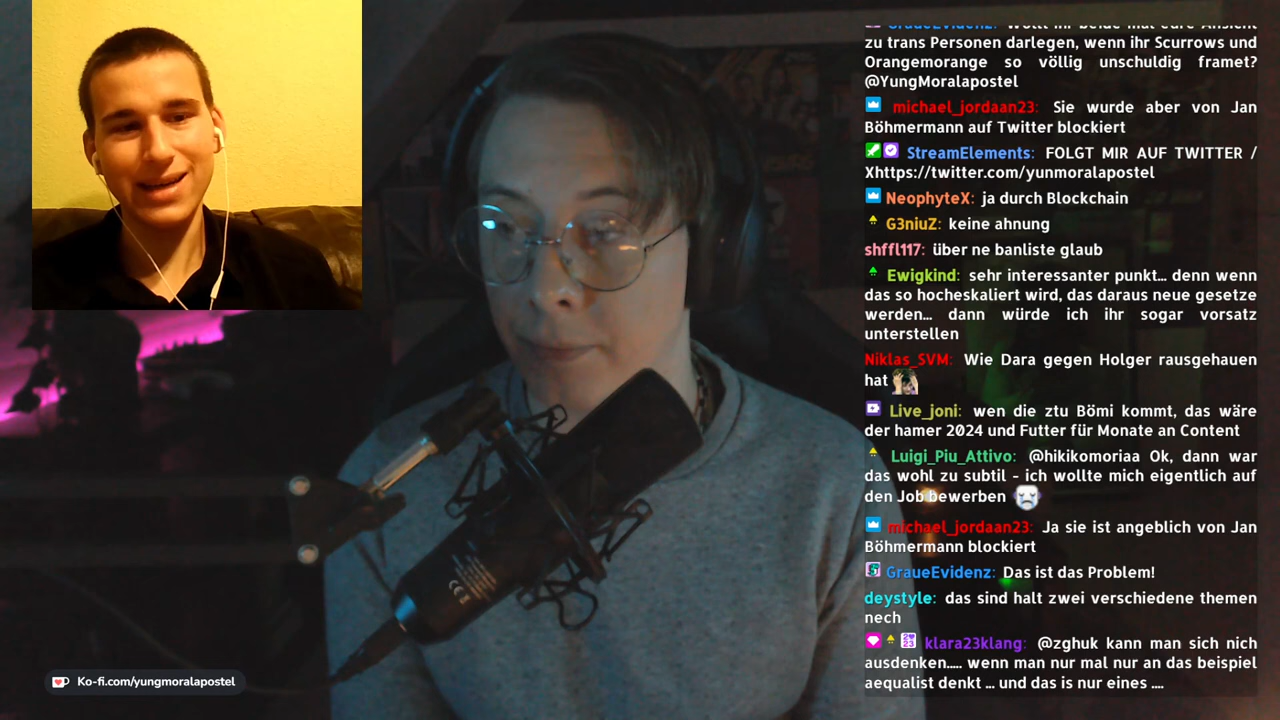 GraueEvidenz: wollt ihr beide mal eure Ansicht
zu trans Personen darlegen, wenn ihr Scurrows und
Orangemorange so völlig unschuldig framet?
@YungMoralapostel
michael_jordaan23: Sie wurde aber von Jan
Böhmermann auf Twitter blockiert
StreamElements: FOLGT MIR AUF TWITTER /
Xhttps://twitter.com/yunmoralapostel
NeophyteX: ja durch Blockchain
G3niuZ: keine ahnung
shffl117: über ne banliste glaub
Ewigkind: sehr interessanter punkt... denn wenn
das so hocheskaliert wird, das daraus neue gesetze
werden... dann würde ich ihr sogar vorsatz
unterstellen
Niklas_SVM: Wie Dara gegen Holger rausgehauen
hat
Live_joni: wen die ztu Bömi kommt, das wäre
der hamer 2024 und Futter für Monate an Content
Luigi_Piu_Attivo: @hikikomoriaa Ok, dann war
das wohl zu subtil - ich wollte mich eigentlich auf
den Job bewerben
michael_jordaan23: Ja sie ist angeblich von Jan
Böhmermann blockiert
GraueEvidenz: Das ist das Problem!
deystyle: das sind halt zwei verschiedene themen
nech
klara23klang: @zghuk kann man sich nich
ausdenken..... wenn man nur mal nur an das beispiel
aequalist denkt ... und das is nur eines ....
Ko-fi.com/yungmoralapostel